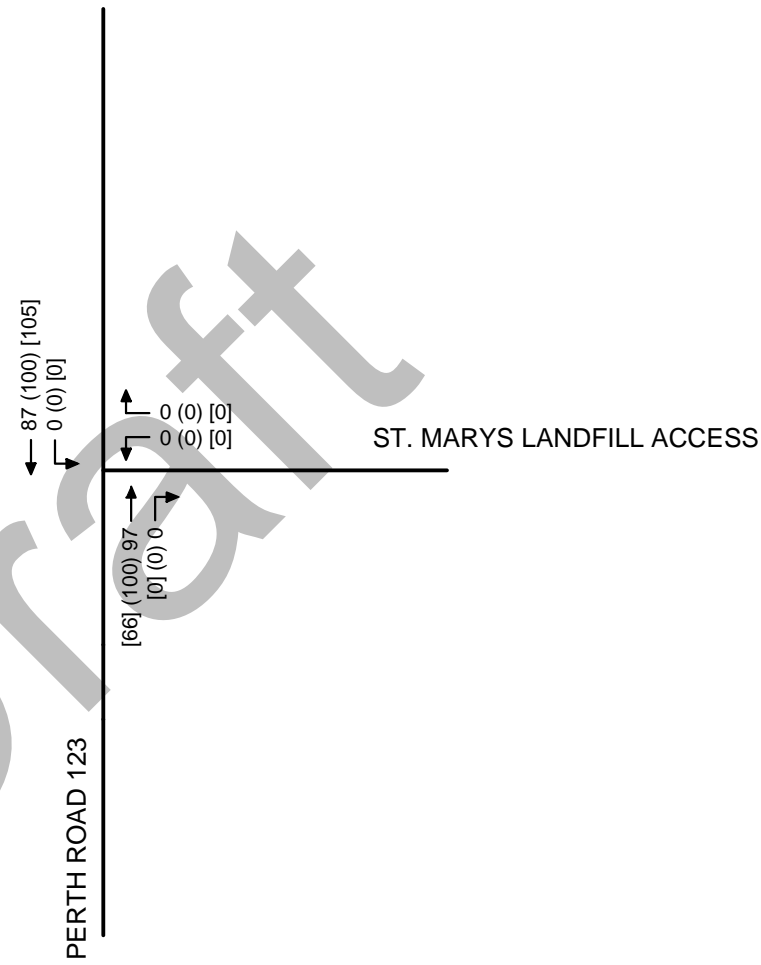 87 (100) [105]
0 (0) [0]
0 (0) [0]
0 (0) [0]
ST. MARYS LANDFILL ACCESS
[66] (100) 97
[0] (0) 0
PERTH ROAD 123
Draft